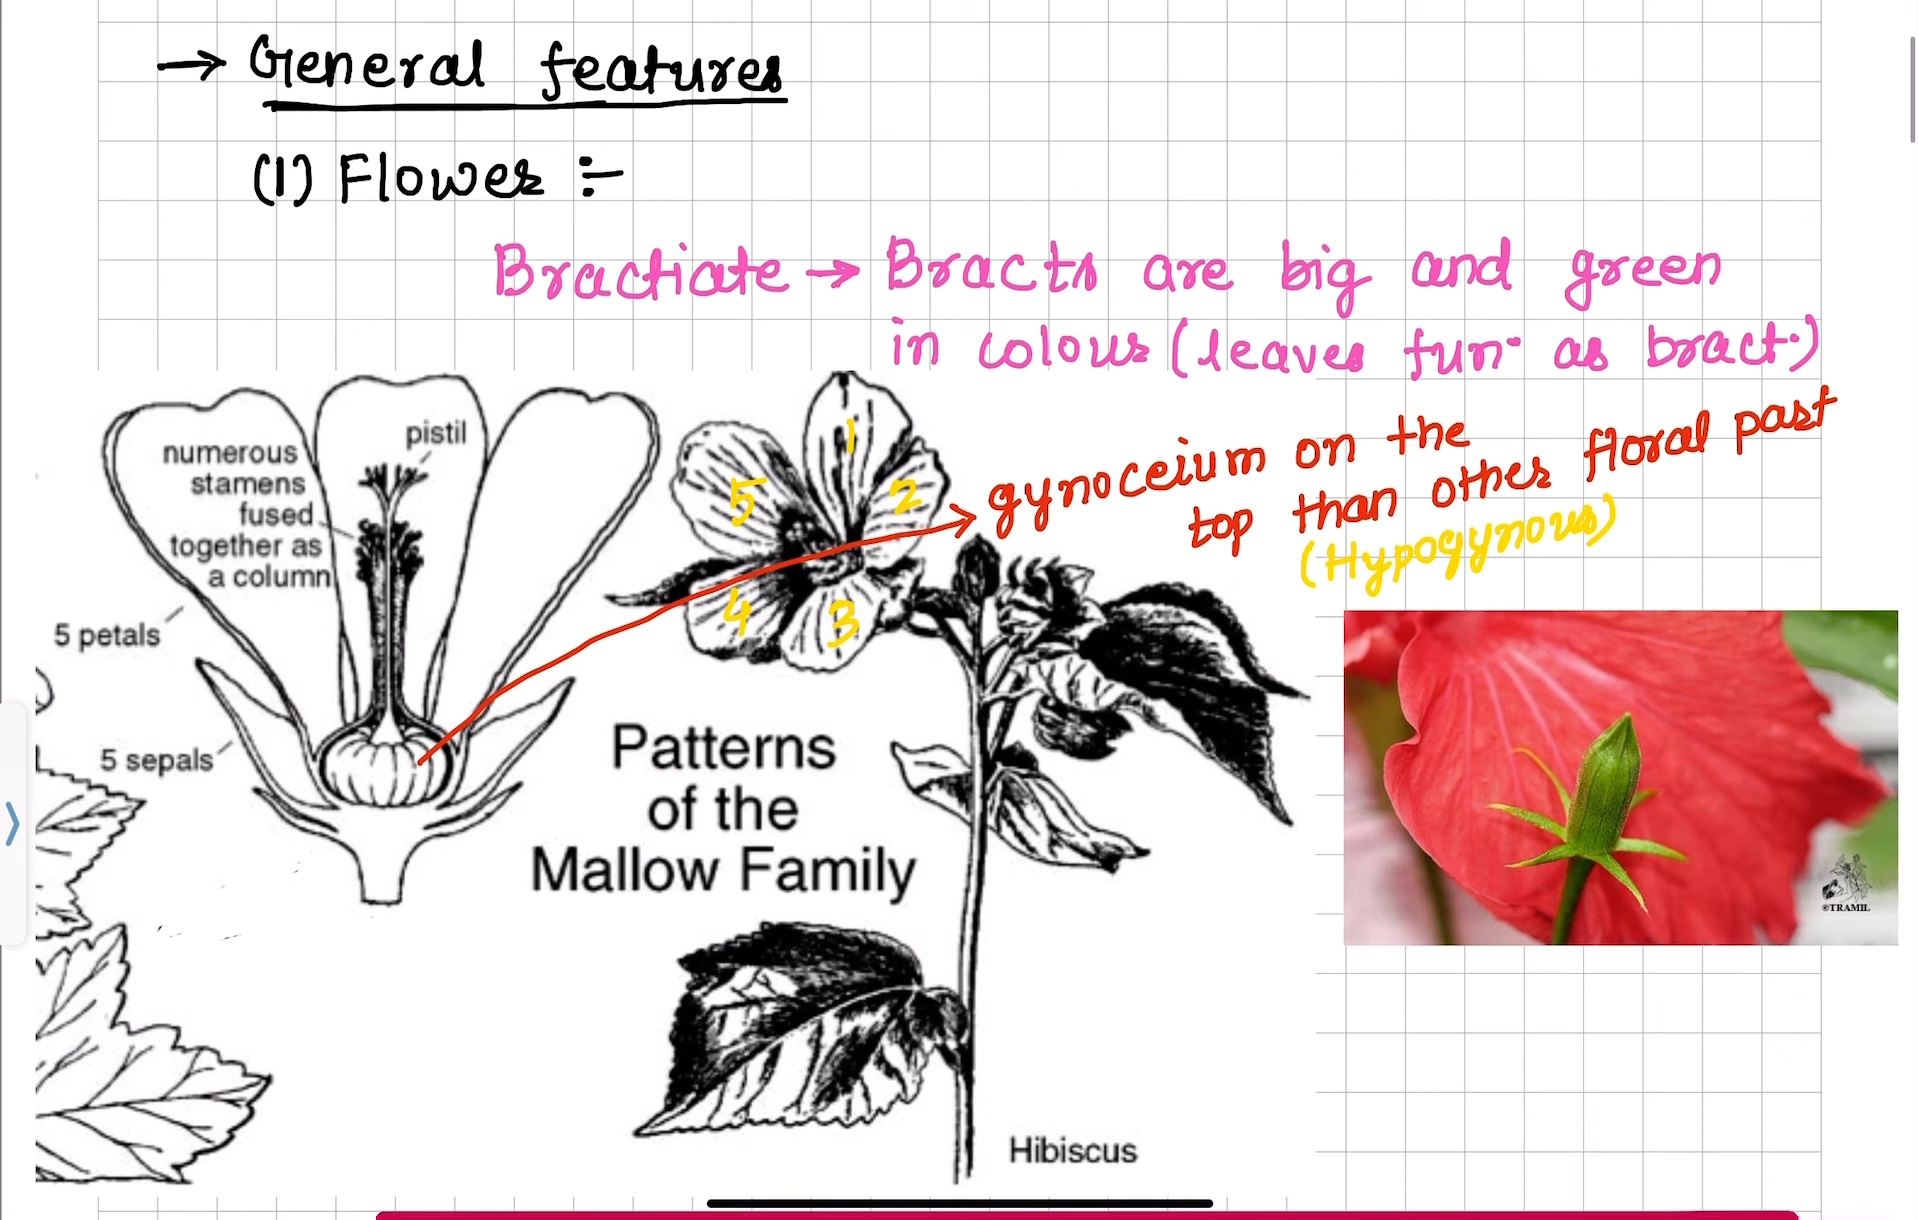 → General features
(1) Flower :-
Bractiate → Bracts are big and green
in colour (leaves funⁿ as bract.)
gynoceium on the
top than other floral part
(Hypogynous)
pistil
numerous
stamens
fused
together as
a column
5 petals
5 sepals
1
2
3
4
5
Patterns
of the
Mallow Family
Hibiscus
©TRAMIL